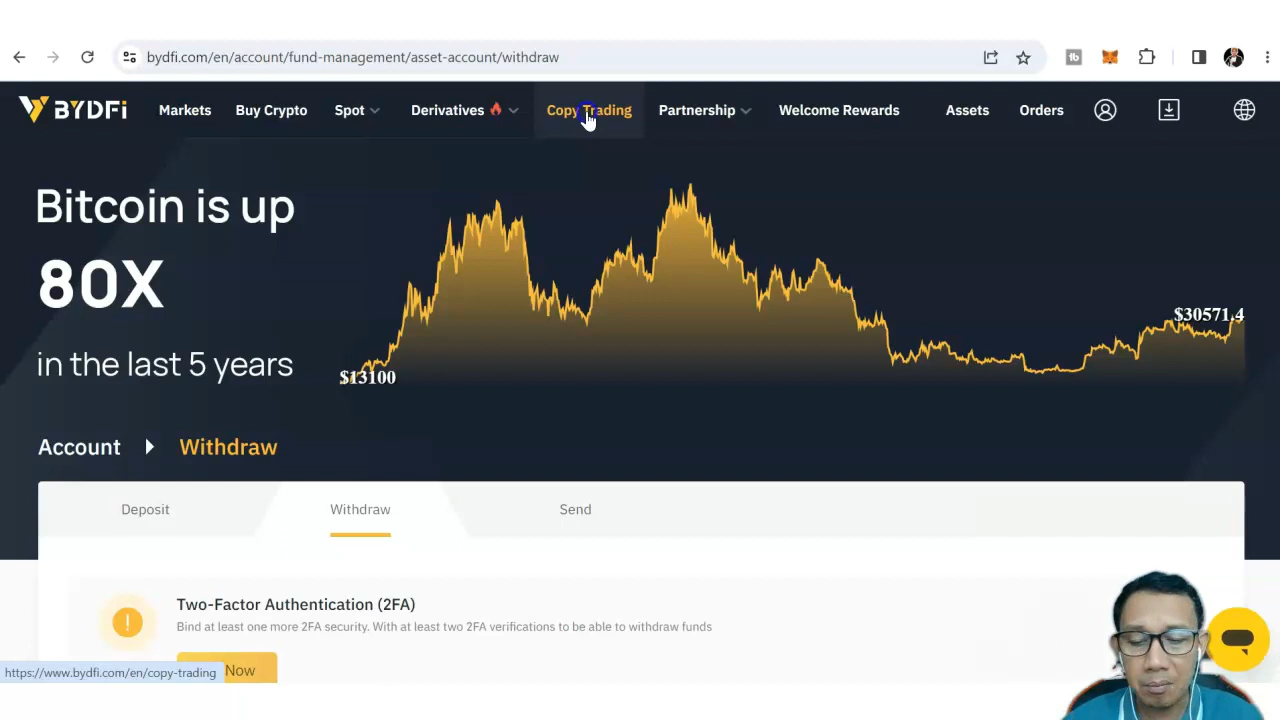 bydfi.com/en/account/fund-management/asset-account/withdraw
tb
BYDFi Markets Buy Crypto Spot Derivatives Copy Trading Partnership Welcome Rewards Assets Orders
Bitcoin is up
80X
in the last 5 years
$13100
$30571.4
Account Withdraw
Deposit Withdraw Send
!
Two-Factor Authentication (2FA)
Bind at least one more 2FA security. With at least two 2FA verifications to be able to withdraw funds
Now
https://www.bydfi.com/en/copy-trading